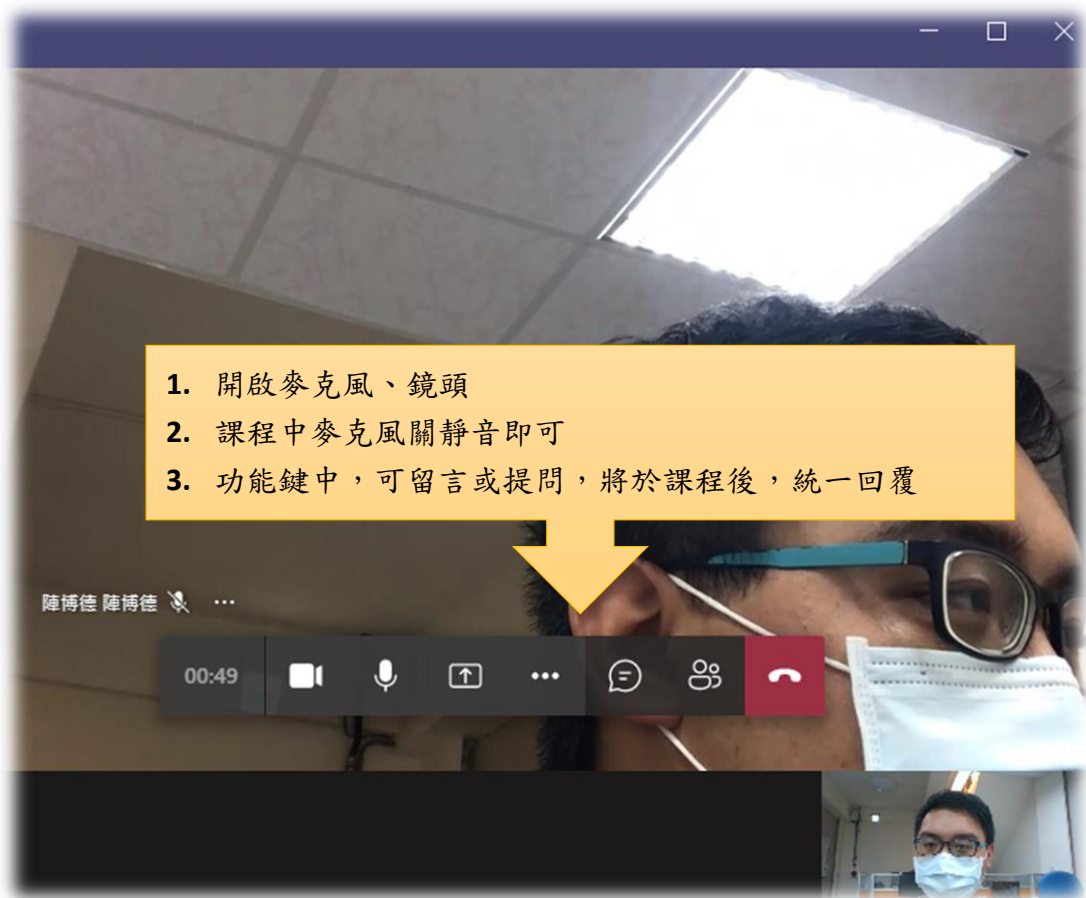 1. 開啟麥克風、鏡頭
2. 課程中麥克風關靜音即可
3. 功能鍵中，可留言或提問，將於課程後，統一回覆
陣博德 陣博德
00:49